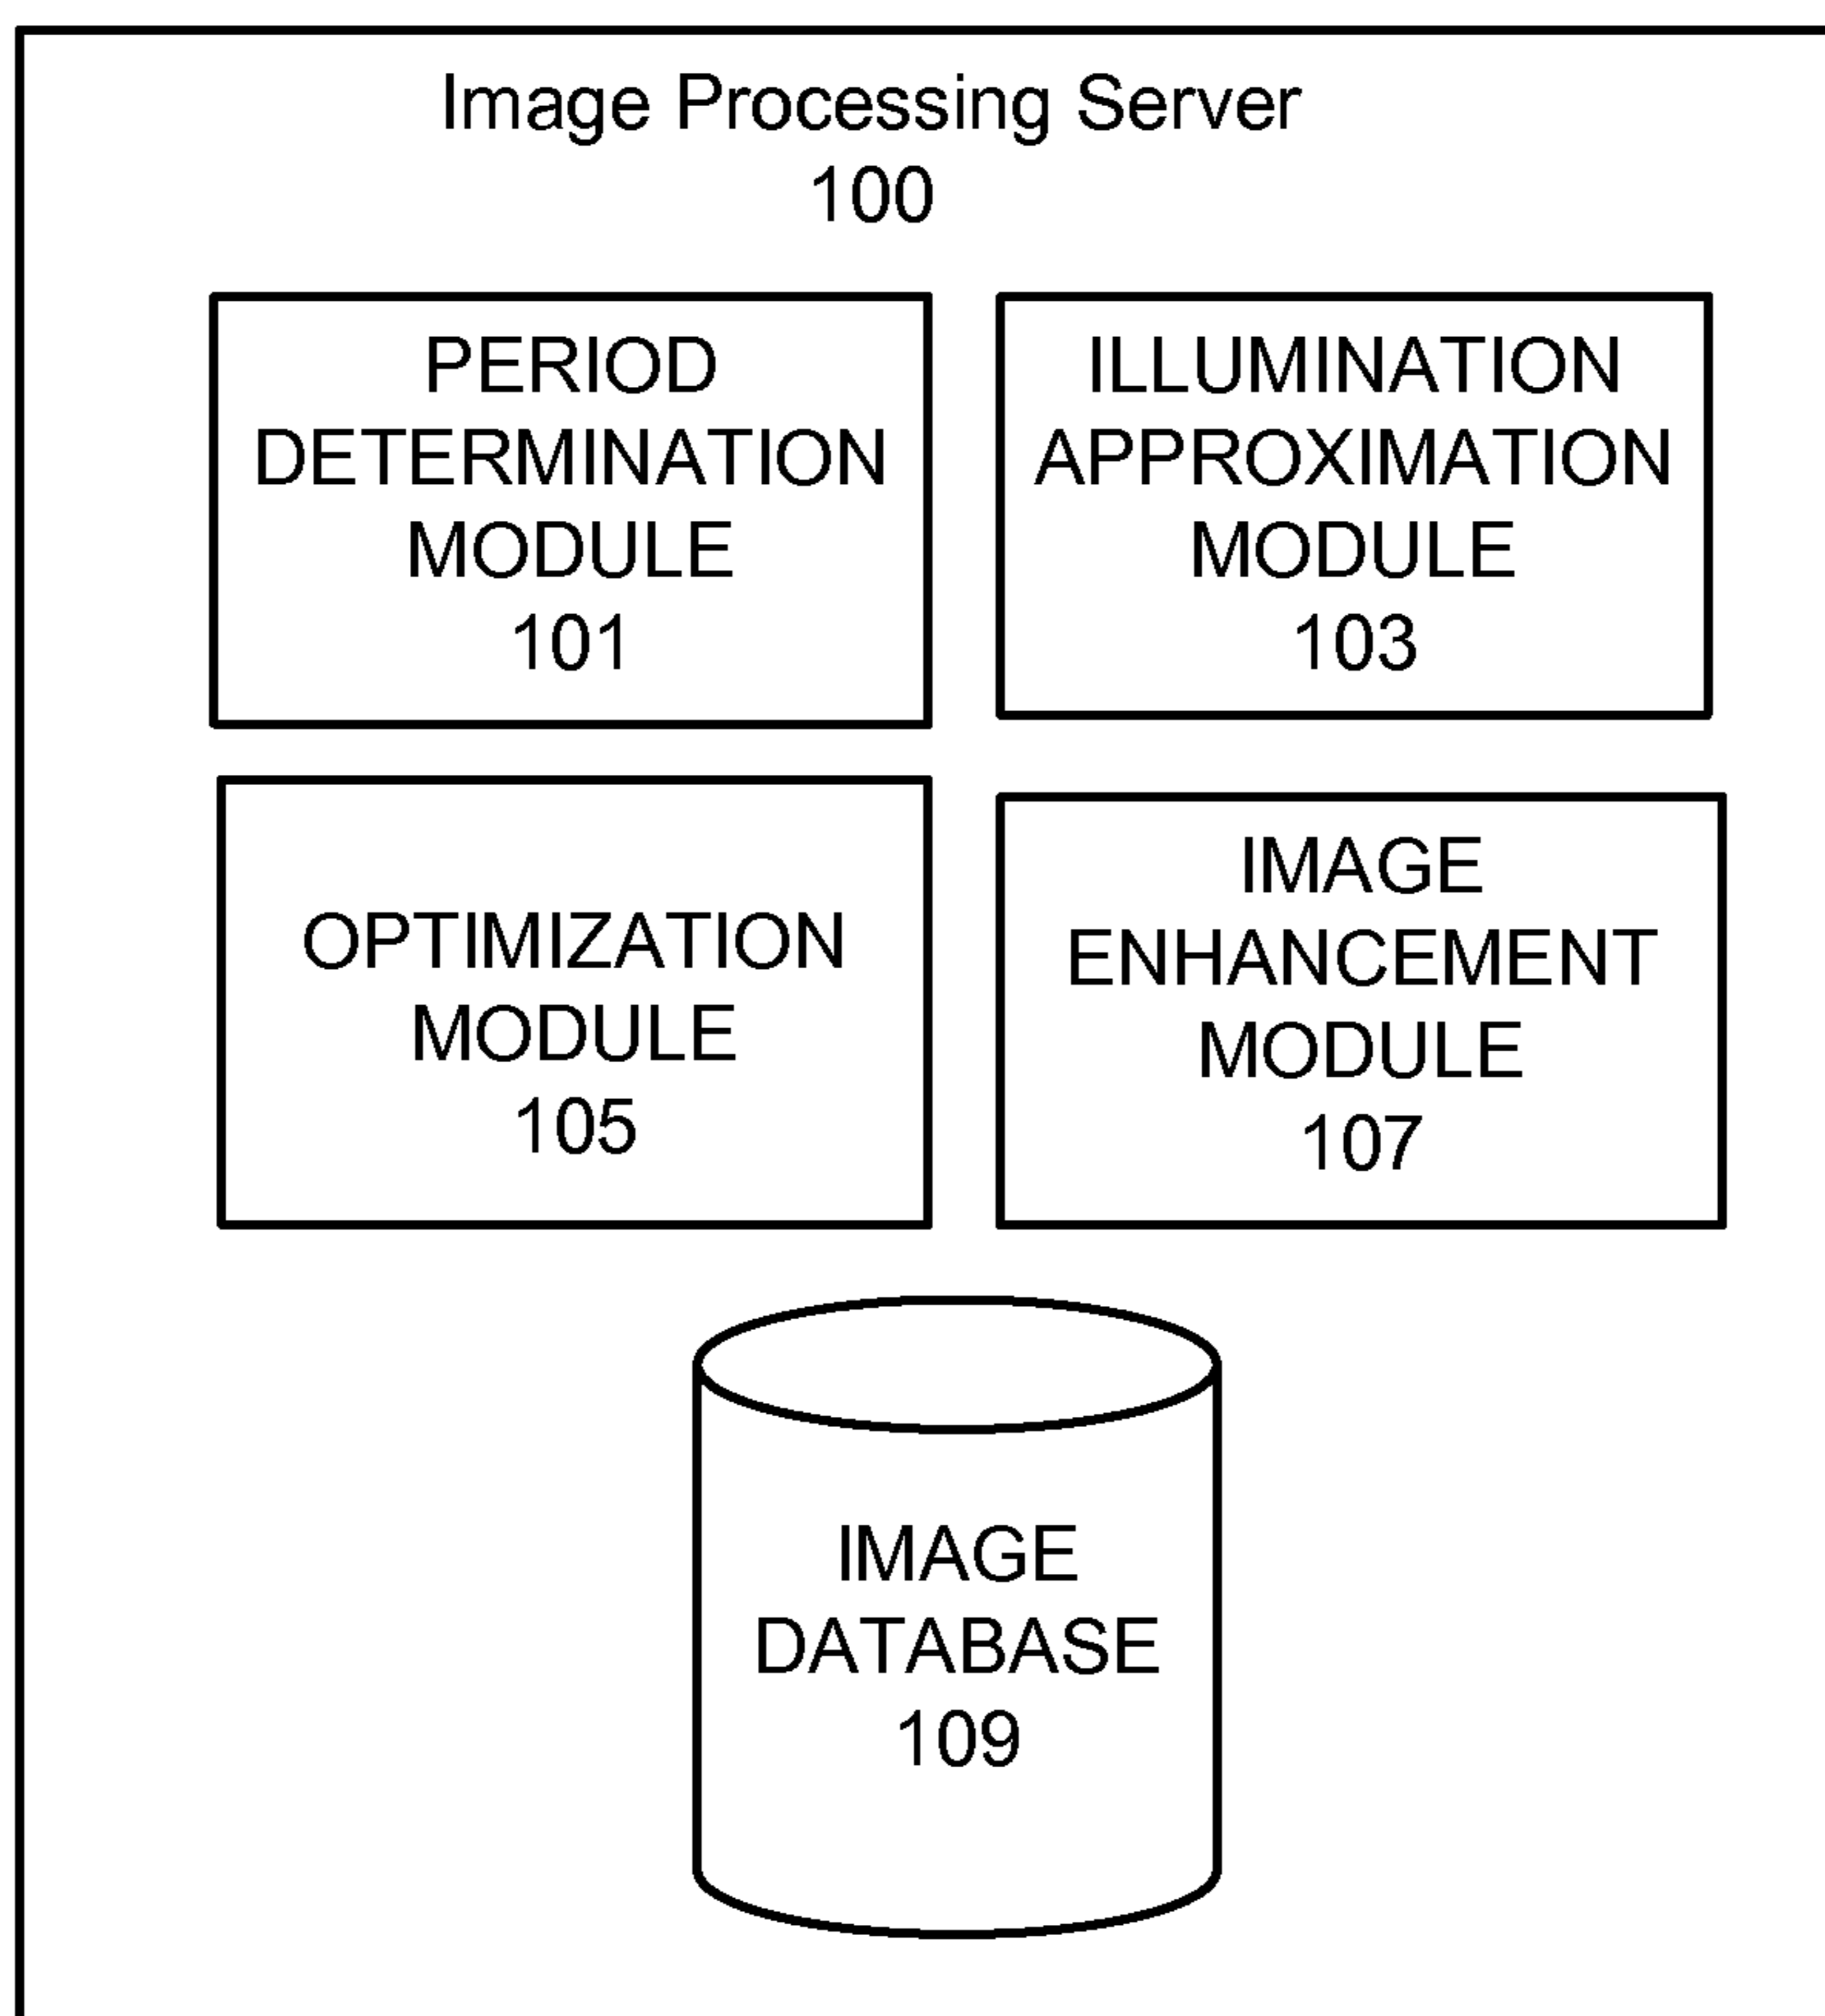 Image Processing Server
100
PERIOD
DETERMINATION
MODULE
101
ILLUMINATION
APPROXIMATION
MODULE
103
OPTIMIZATION
MODULE
105
IMAGE
ENHANCEMENT
MODULE
107
IMAGE
DATABASE
109